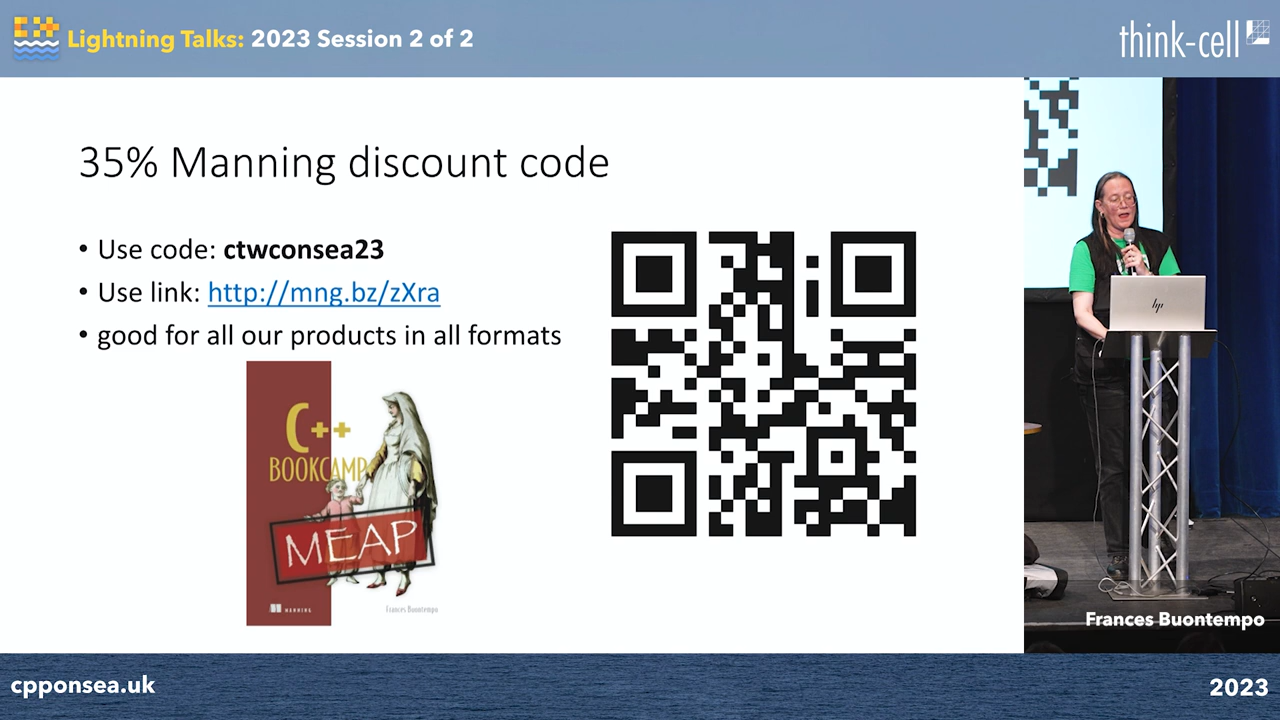 Lightning Talks: 2023 Session 2 of 2
think-cell
35% Manning discount code
• Use code: ctwconsea23
• Use link: http://mng.bz/zXra
• good for all our products in all formats
C++
BOOKCAMP
MEAP
MANNING
Frances Buontempo
hp
Frances Buontempo
cpponsea.uk
2023